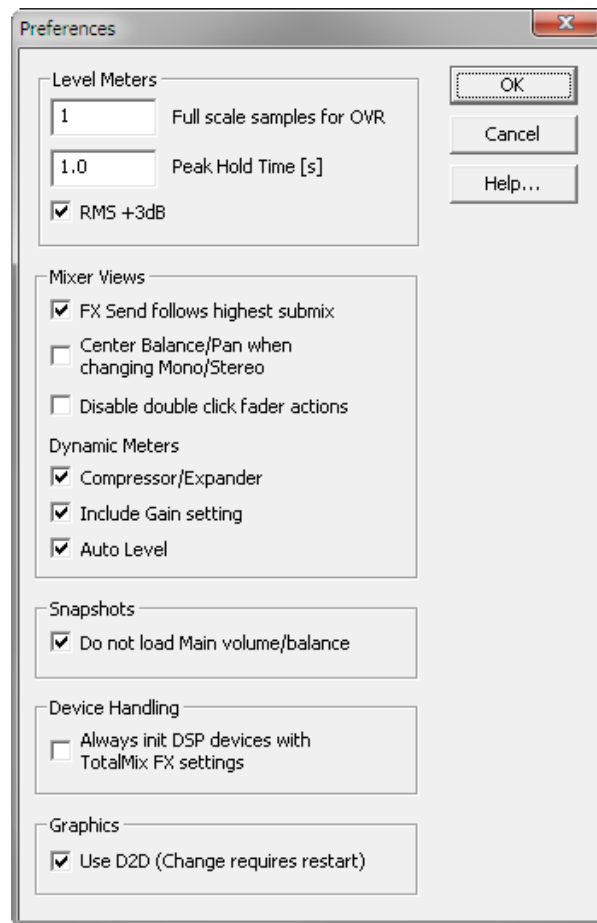 Preferences
Level Meters
1 Full scale samples for OVR
1.0 Peak Hold Time [s]
RMS +3dB
OK
Cancel
Help...
Mixer Views
FX Send follows highest submix
Center Balance/Pan when
changing Mono/Stereo
Disable double click fader actions
Dynamic Meters
Compressor/Expander
Include Gain setting
Auto Level
Snapshots
Do not load Main volume/balance
Device Handling
Always init DSP devices with
TotalMix FX settings
Graphics
Use D2D (Change requires restart)